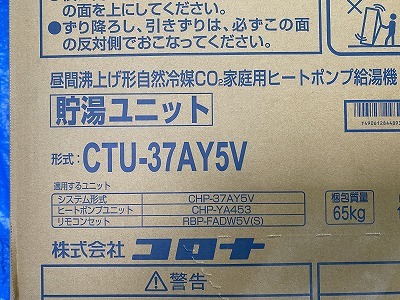 の面を上にしてください。
●ずり降ろし、引きずりは、必ずこの面
の反対側でおこなってください。
昼間沸上げ形自然冷媒CO₂家庭用ヒートポンプ給湯機
貯湯ユニット
形式: CTU-37AY5V
適用するユニット
システム形式 CHP-37AY5V
ヒートポンプユニット CHP-YA453
リモコンセット RBP-FADW5V(S)
梱包質量
65kg
株式会社 コロナ
⚠警告